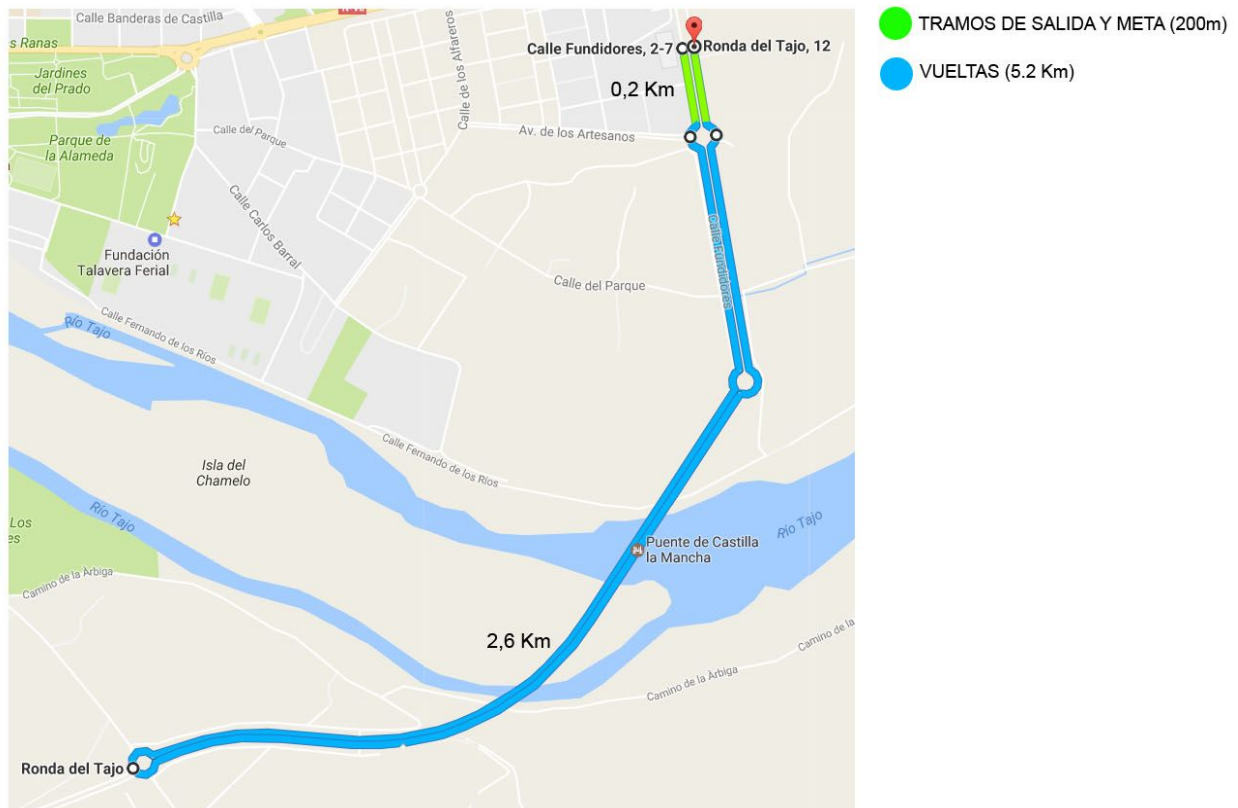 N-16
Calle Banderas de Castilla
s Ranas
Jardines
del Prado
Parque de
la Alameda
Calle del Parque
Calle Carlos Barral
Calle de los Alfareros
Calle Fundidores, 2-7
Ronda del Tajo, 12
0,2 Km
Av. de los Artesanos
Calle Fundidores
Fundación
Talavera Ferial
Calle del Parque
Río Tajo
Calle Fernando de los Ríos
Calle Fernando de los Ríos
Isla del
Chamelo
Río Tajo
Río Tajo
Los
es
Puente de Castilla
la Mancha
Camino de la Árbiga
2,6 Km
Camino de la
Camino de la Árbiga
Ronda del Tajo
TRAMOS DE SALIDA Y META (200m)
VUELTAS (5.2 Km)